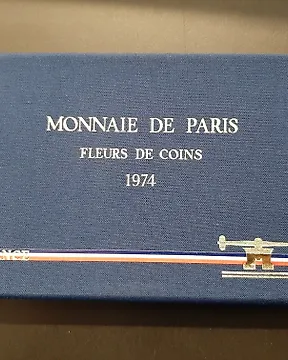 MONNAIE DE PARIS
FLEURS DE COINS
1974